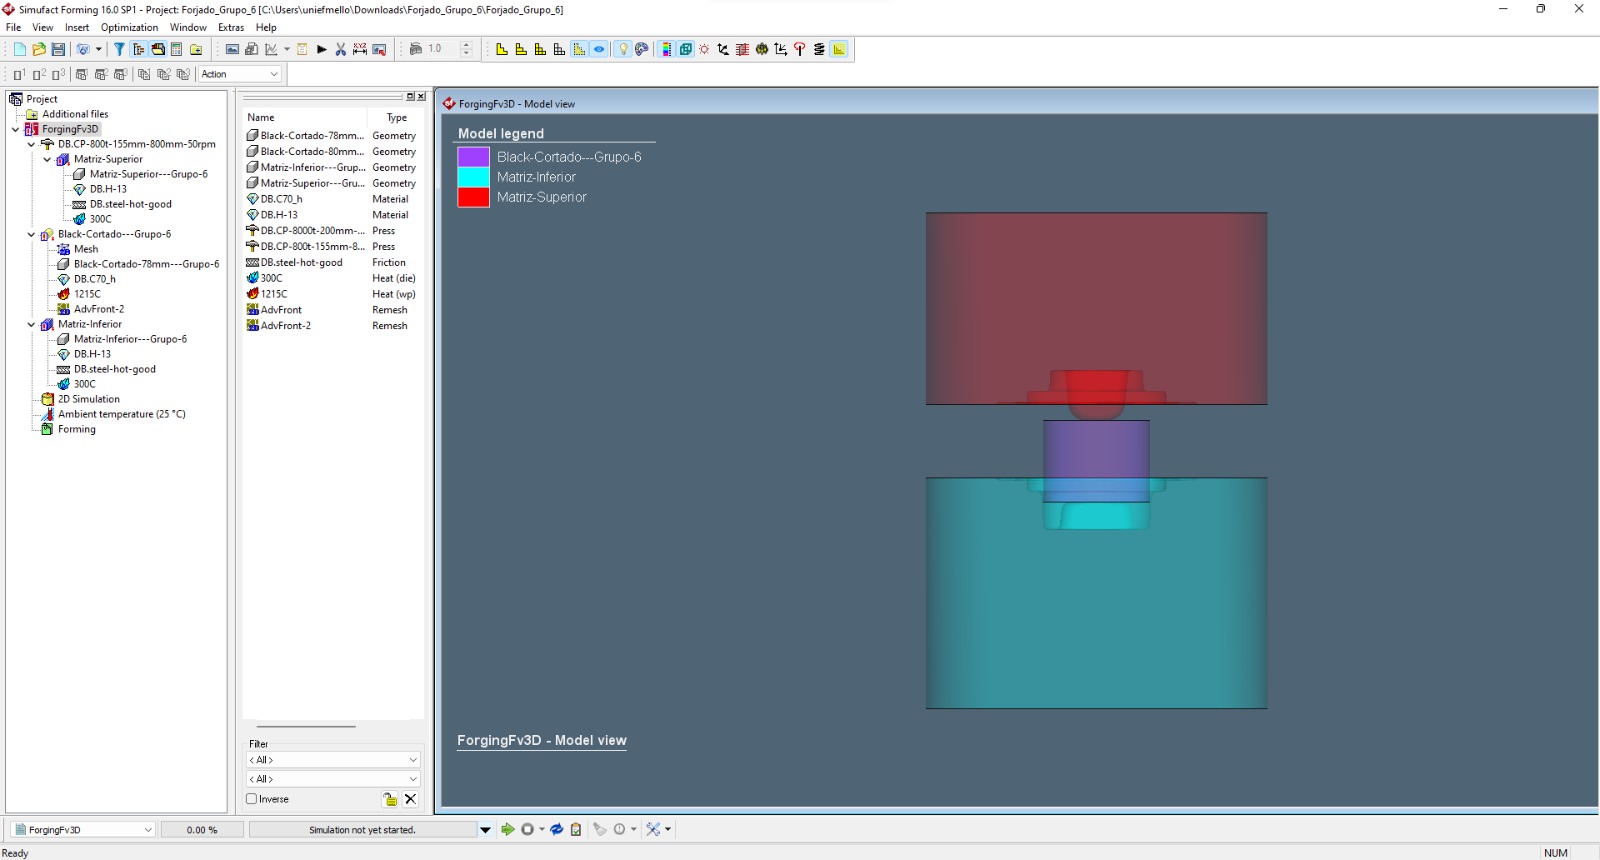 Simufact Forming 16.0 SP1 - Project: Forjado_Grupo_6 [C:\Users\uniefmello\Downloads\Forjado_Grupo_6\Forjado_Grupo_6]
File View Insert Optimization Window Extras Help
1.0
Action
Project
Additional files
ForgingFv3D
DB.CP-800t-155mm-800mm-50rpm
Matriz-Superior
Matriz-Superior---Grupo-6
DB.H-13
DB.steel-hot-good
300C
Black-Cortado---Grupo-6
Mesh
Black-Cortado-78mm---Grupo-6
DB.C70_h
1215C
AdvFront-2
Matriz-Inferior
Matriz-Inferior---Grupo-6
DB.H-13
DB.steel-hot-good
300C
2D Simulation
Ambient temperature (25 °C)
Forming
Name Type
Black-Cortado-78mm... Geometry
Black-Cortado-80mm... Geometry
Matriz-Inferior---Grup... Geometry
Matriz-Superior---Gru... Geometry
DB.C70_h Material
DB.H-13 Material
DB.CP-8000t-200mm-... Press
DB.CP-800t-155mm-8... Press
DB.steel-hot-good Friction
300C Heat (die)
1215C Heat (wp)
AdvFront Remesh
AdvFront-2 Remesh
Filter
< All >
< All >
Inverse
ForgingFv3D - Model view
Model legend
Black-Cortado---Grupo-6
Matriz-Inferior
Matriz-Superior
ForgingFv3D - Model view
ForgingFv3D 0.00 % Simulation not yet started.
Ready NUM